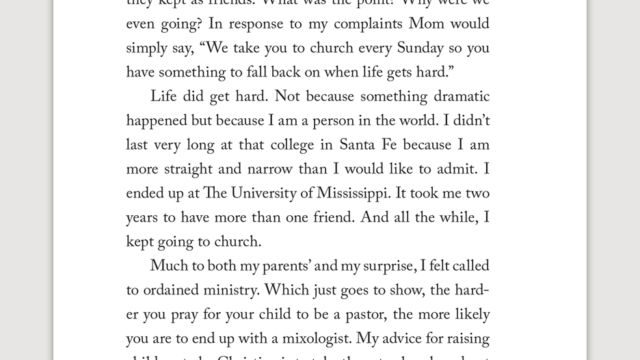 they kept as friends. What was the point? Why were we
even going? In response to my complaints Mom would
simply say, “We take you to church every Sunday so you
have something to fall back on when life gets hard.”
Life did get hard. Not because something dramatic
happened but because I am a person in the world. I didn’t
last very long at that college in Santa Fe because I am
more straight and narrow than I would like to admit. I
ended up at The University of Mississippi. It took me two
years to have more than one friend. And all the while, I
kept going to church.
Much to both my parents’ and my surprise, I felt called
to ordained ministry. Which just goes to show, the hard-
er you pray for your child to be a pastor, the more likely
you are to end up with a mixologist. My advice for raising